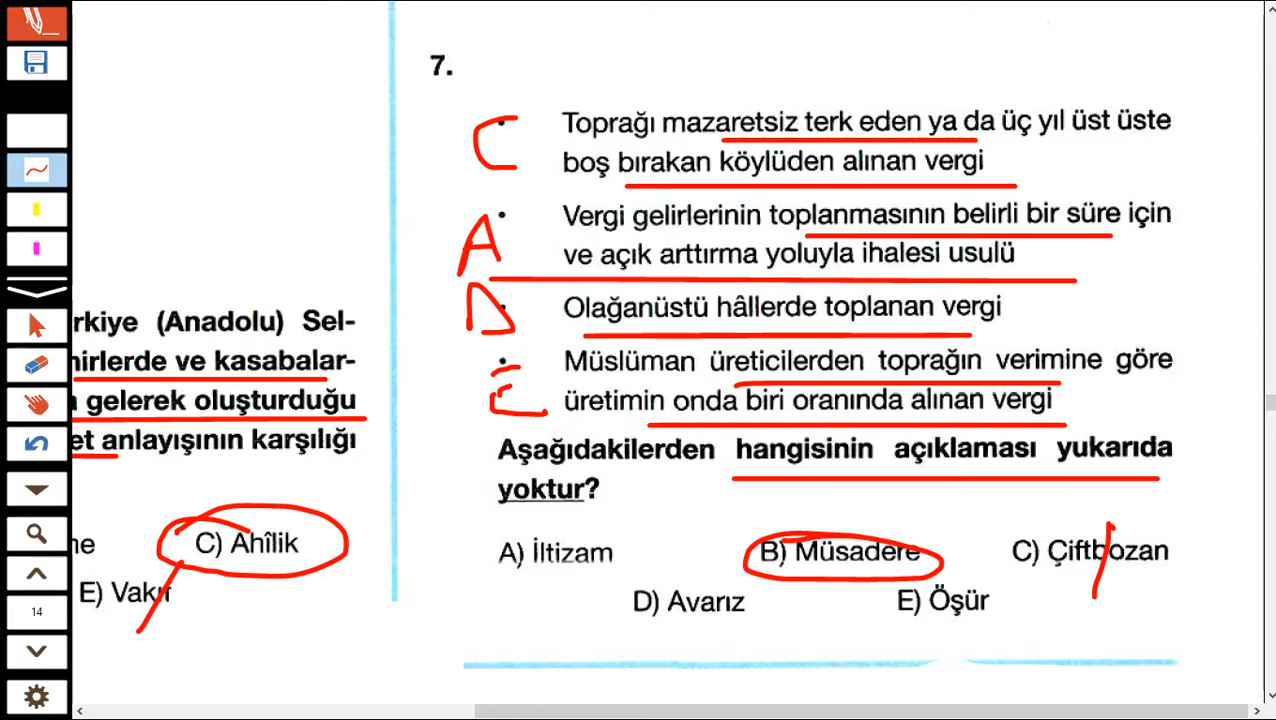 rkiye (Anadolu) Sel-
hirlerde ve kasabalar-
gelerek oluşturduğu
et anlayışının karşılığı
ne
C) Ahîlik
E) Vakıf
14
7.
C
Toprağı mazaretsiz terk eden ya da üç yıl üst üste
boş bırakan köylüden alınan vergi
A
Vergi gelirlerinin toplanmasının belirli bir süre için
ve açık arttırma yoluyla ihalesi usulü
D
Olağanüstü hâllerde toplanan vergi
E
Müslüman üreticilerden toprağın verimine göre
üretimin onda biri oranında alınan vergi
Aşağıdakilerden hangisinin açıklaması yukarıda
yoktur?
A) İltizam B) Müsadere C) Çiftbozan
D) Avarız E) Öşür